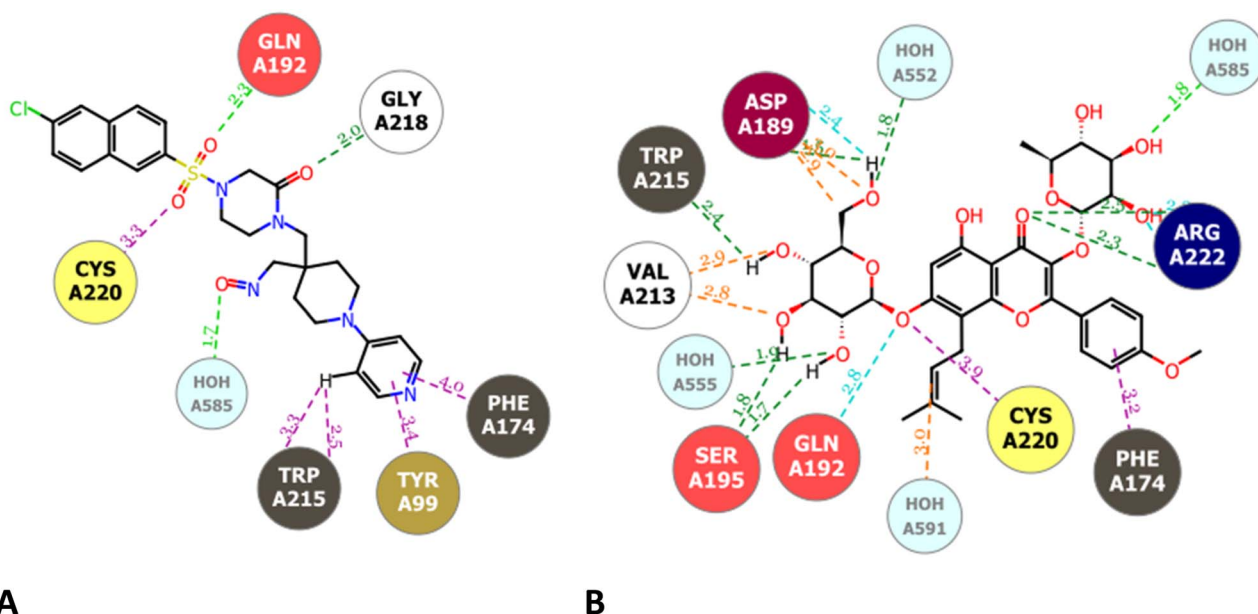 GLN
A192
2.3
GLY
A218
2.0
Cl
O
S
O
N
O
N
3.3
CYS
A220
O
N
1.7
HOH
A585
N
H
N
4.0
3.3
2.5
3.4
PHE
A174
TRP
A215
TYR
A99
A
HOH
A552
HOH
A585
ASP
A189
2.4
1.8
1.8
TRP
A215
2.9
H
O
OH
OH
OH
O
2.4
VAL
A213
2.9
2.8
H
O
O
O
O
H
O
H
O
OH
O
O
O
2.3
2.3
ARG
A222
HOH
A555
1.9
1.8
1.7
2.8
3.9
3.2
O
SER
A195
GLN
A192
3.0
CYS
A220
PHE
A174
HOH
A591
B